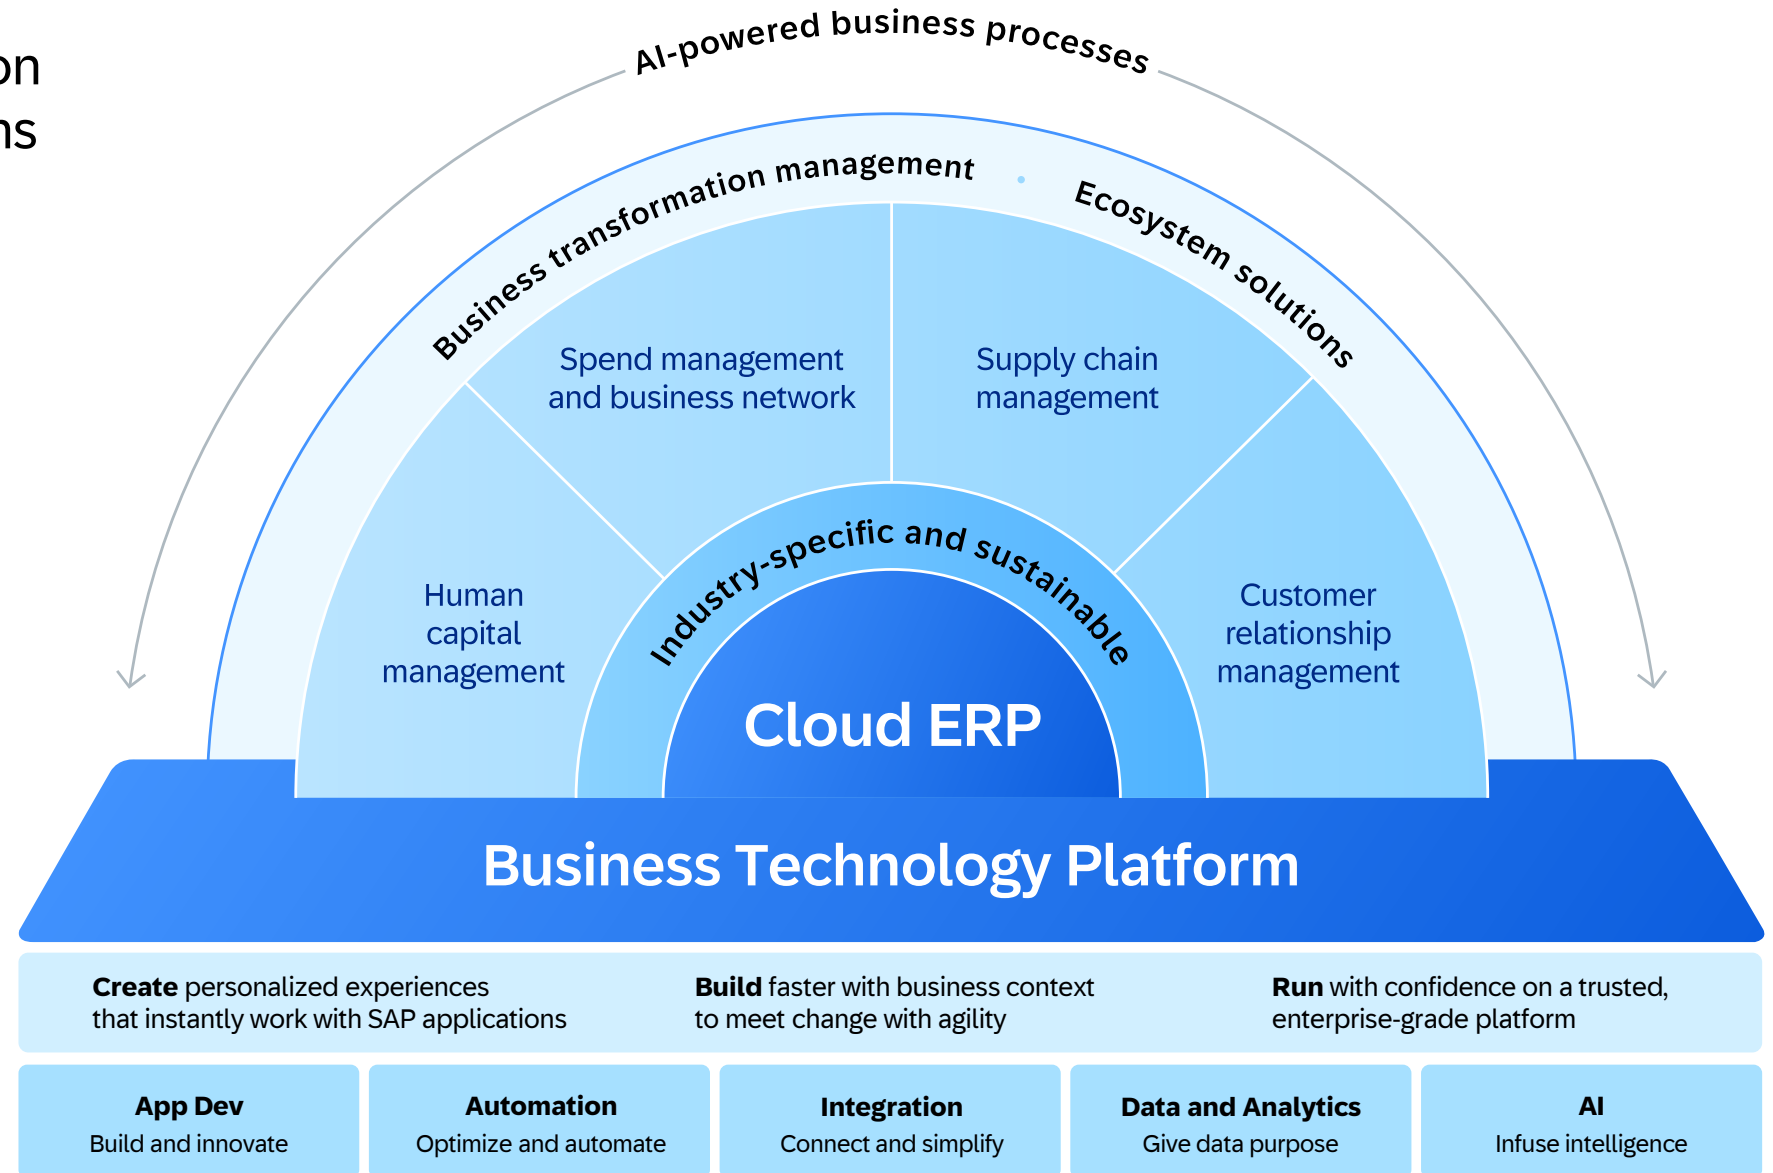 AI-powered business processes
Business transformation management · Ecosystem solutions
Spend management
and business network
Supply chain
management
Human
capital
management
Customer
relationship
management
Industry-specific and sustainable
Cloud ERP
Business Technology Platform
Create personalized experiences
that instantly work with SAP applications
Build faster with business context
to meet change with agility
Run with confidence on a trusted,
enterprise-grade platform
App Dev
Build and innovate
Automation
Optimize and automate
Integration
Connect and simplify
Data and Analytics
Give data purpose
AI
Infuse intelligence